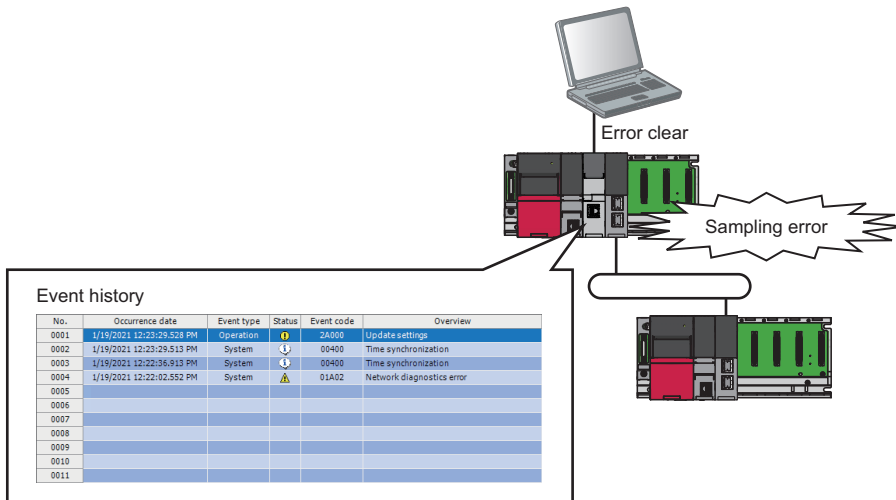 Error clear
Sampling error
Event history
No. Occurrence date Event type Status Event code Overview
0001 1/19/2021 12:23:29.528 PM Operation 2A000 Update settings
0002 1/19/2021 12:23:29.513 PM System 00400 Time synchronization
0003 1/19/2021 12:22:36.913 PM System 00400 Time synchronization
0004 1/19/2021 12:22:02.552 PM System 01A02 Network diagnostics error
0005
0006
0007
0008
0009
0010
0011